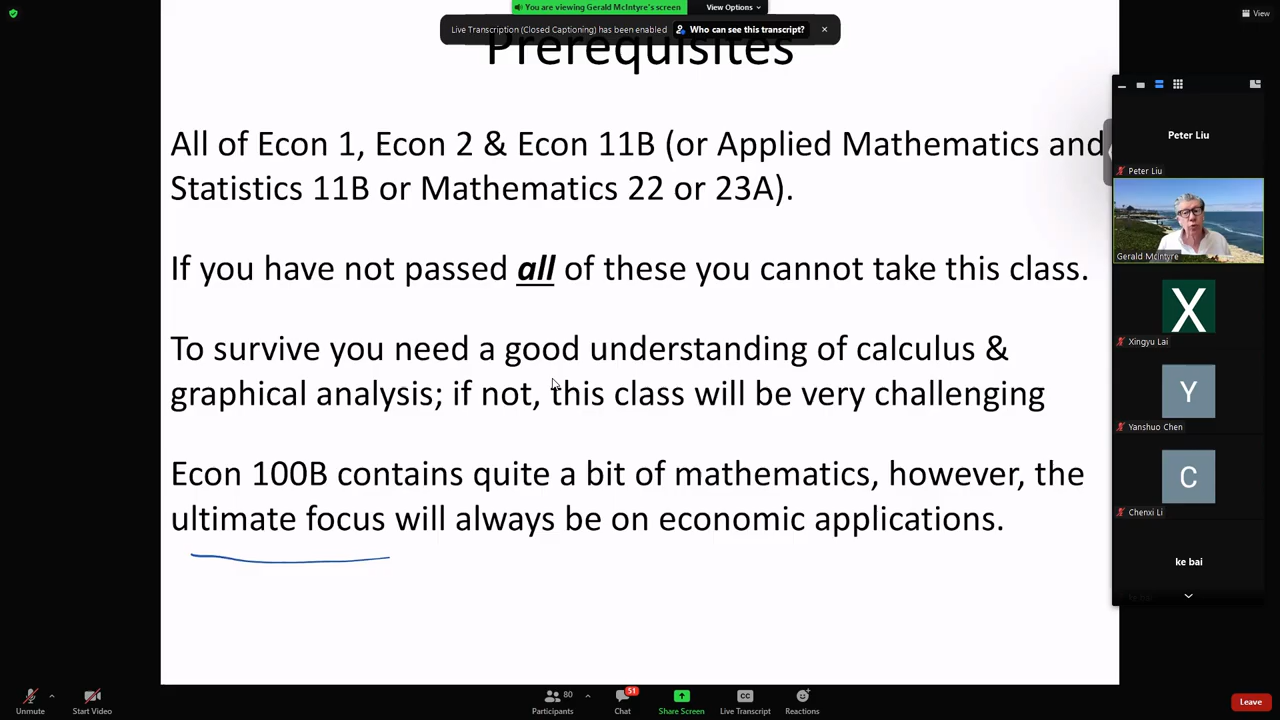 You are viewing Gerald McIntyre's screen
View Options
View
Live Transcription (Closed Captioning) has been enabled
Who can see this transcript?
Prerequisites
All of Econ 1, Econ 2 & Econ 11B (or Applied Mathematics and
Statistics 11B or Mathematics 22 or 23A).
If you have not passed all of these you cannot take this class.
To survive you need a good understanding of calculus &
graphical analysis; if not, this class will be very challenging
Econ 100B contains quite a bit of mathematics, however, the
ultimate focus will always be on economic applications.
Peter Liu
Peter Liu
Gerald McIntyre
X
Xingyu Lai
Y
Yanshuo Chen
C
Chenxi Li
ke bai
Unmute
Start Video
80
Participants
51
Chat
Share Screen
CC
Live Transcript
Reactions
Leave